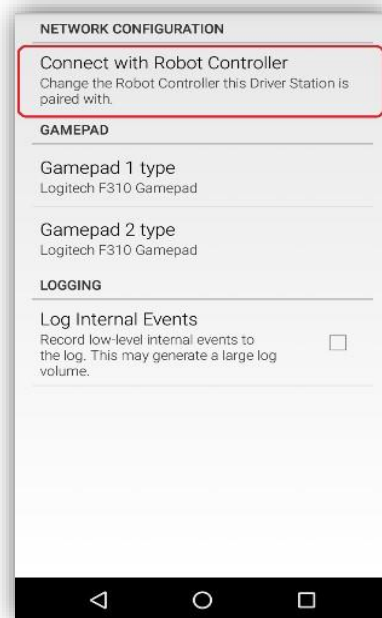 NETWORK CONFIGURATION
Connect with Robot Controller
Change the Robot Controller this Driver Station is
paired with.
GAMEPAD
Gamepad 1 type
Logitech F310 Gamepad
Gamepad 2 type
Logitech F310 Gamepad
LOGGING
Log Internal Events
Record low-level internal events to
the log. This may generate a large log
volume.